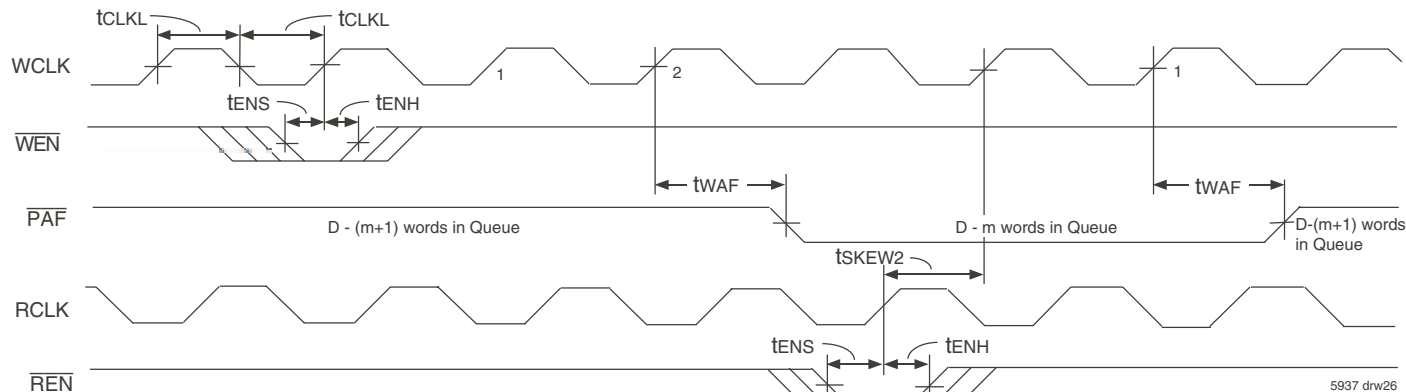 tCLKL tCLKL
WCLK 1 2 1
tENS tENH
WEN
tWAF tWAF
PAF
D - (m+1) words in Queue D - m words in Queue D-(m+1) words
in Queue
tSKEW2
RCLK
tENS tENH
REN
5937 drw26